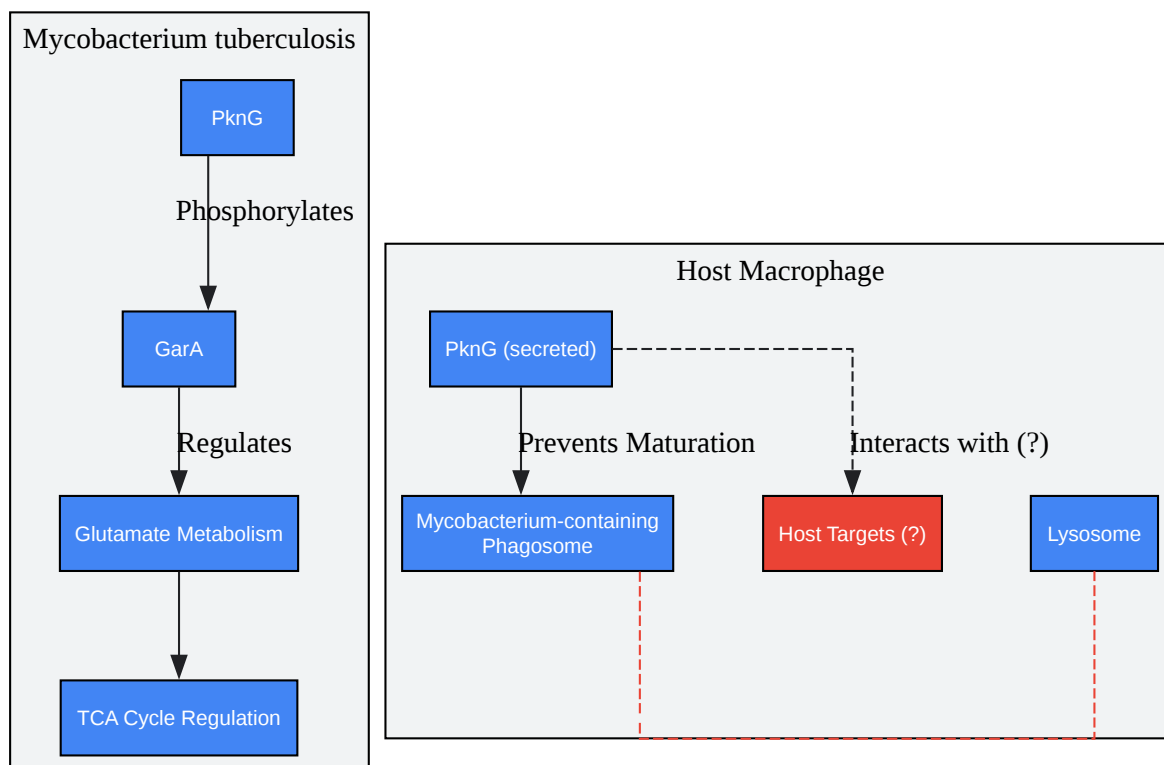 Mycobacterium tuberculosis
PknG
Phosphorylates
GarA
Regulates
Glutamate Metabolism
TCA Cycle Regulation
Host Macrophage
PknG (secreted)
Prevents Maturation
Interacts with (?)
Mycobacterium-containing
Phagosome
Host Targets (?)
Lysosome